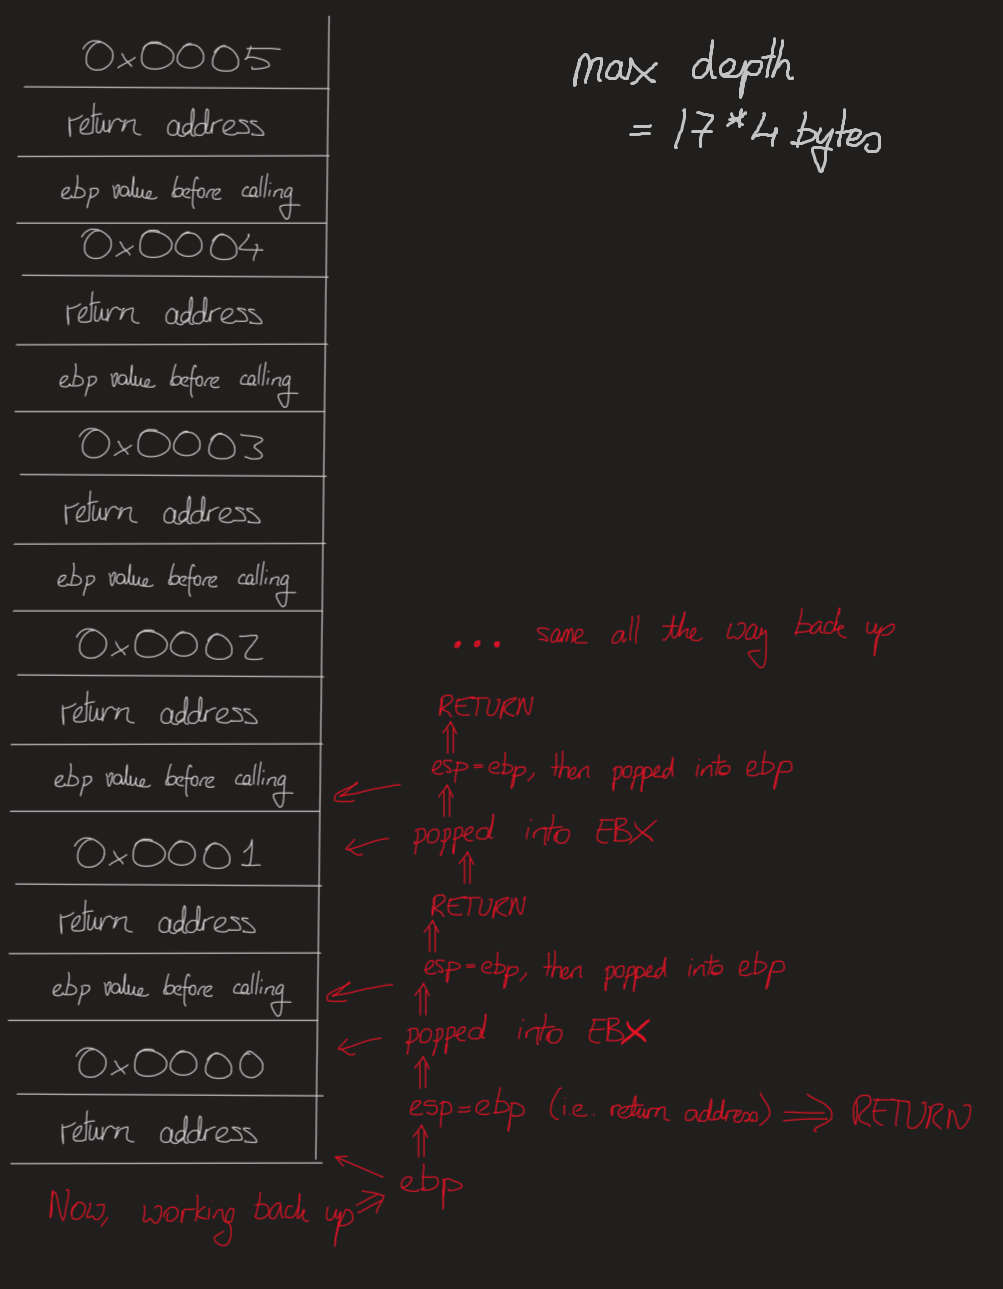 0x0005
return address
ebp value before calling
0x0004
return address
ebp value before calling
0x0003
return address
ebp value before calling
0x0002
return address
ebp value before calling
0x0001
return address
ebp value before calling
0x0000
return address
max depth
= 17*4 bytes
... same all the way back up
RETURN
esp=ebp, then popped into ebp
popped into EBX
RETURN
esp=ebp, then popped into ebp
popped into EBX
esp=ebp (i.e. return address) ⇒ RETURN
ebp
Now, working back up